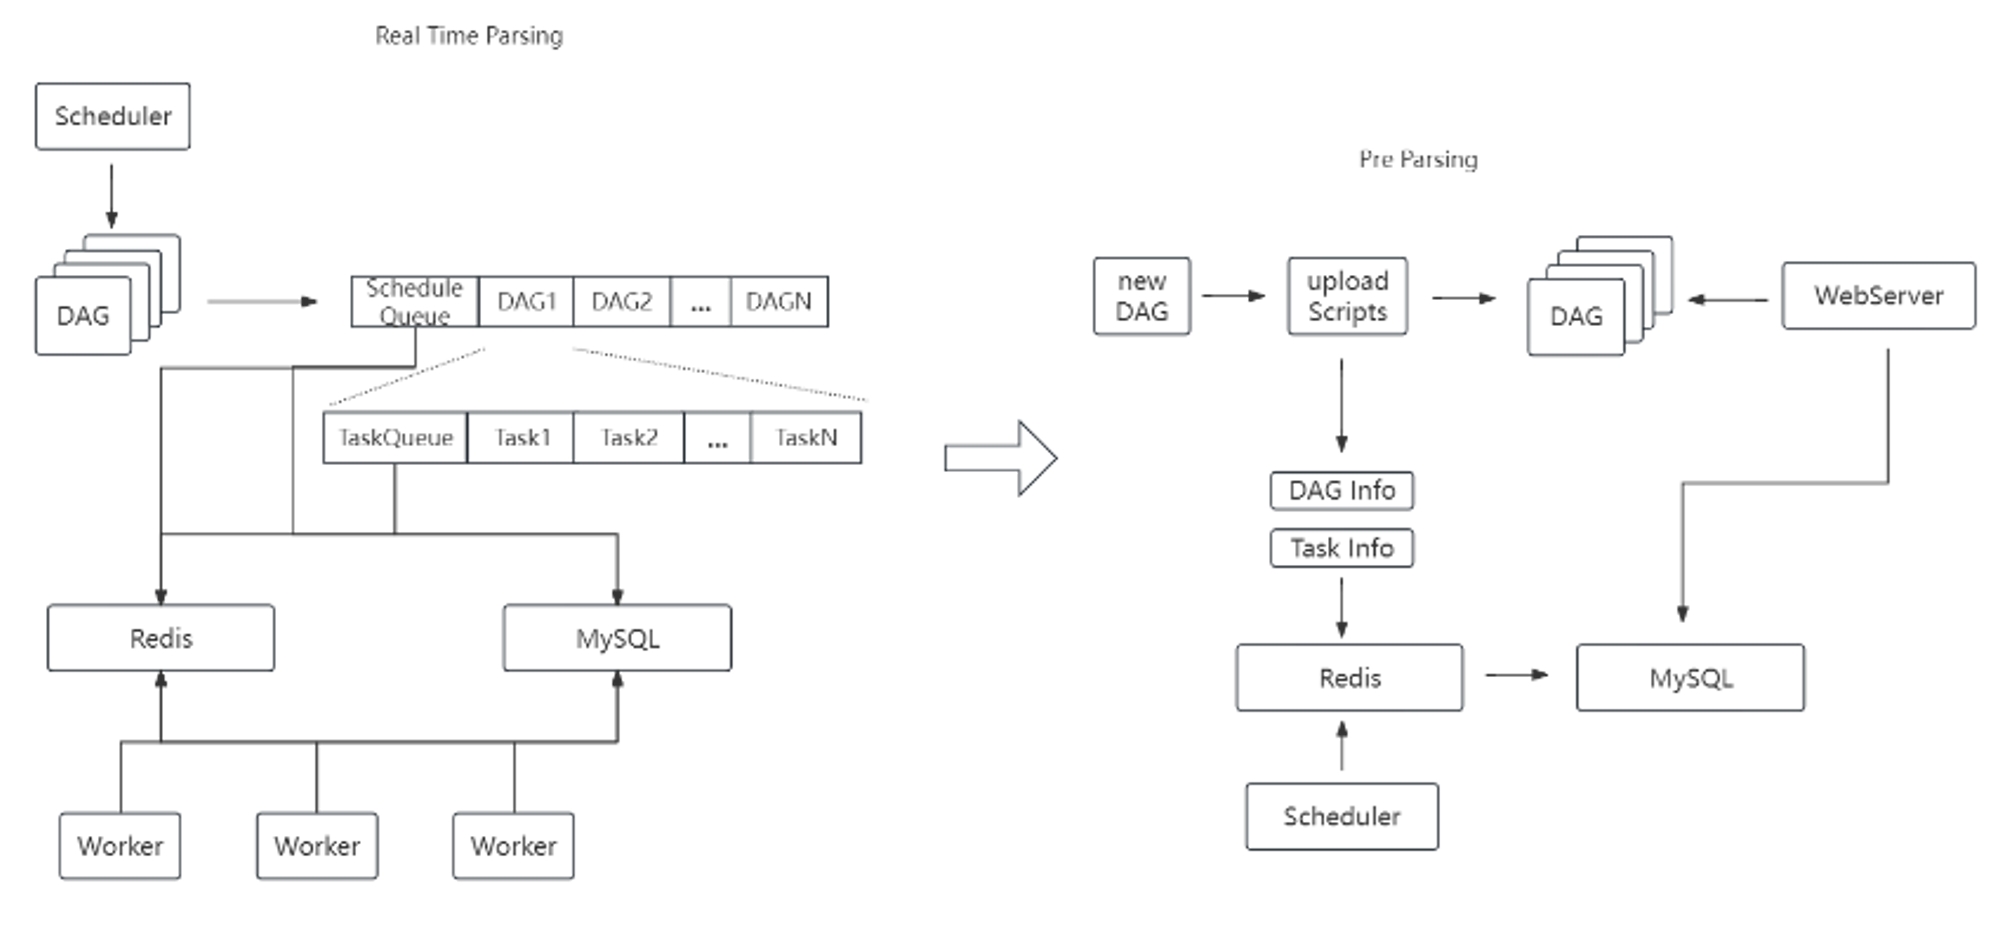 Real Time Parsing
Scheduler
DAG
Schedule
Queue
DAG1
DAG2
...
DAGN
TaskQueue
Task1
Task2
...
TaskN
Redis
MySQL
Worker
Worker
Worker
Pre Parsing
new
DAG
upload
Scripts
DAG
WebServer
DAG Info
Task Info
Redis
MySQL
Scheduler